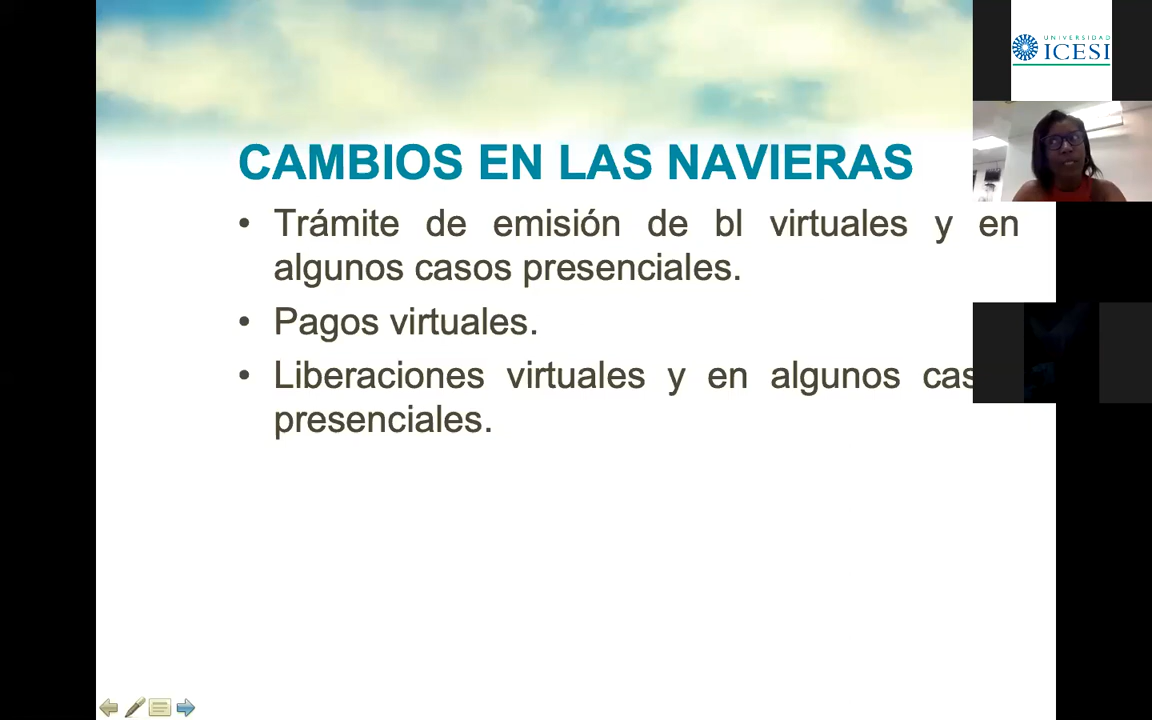 UNIVERSIDAD
ICESI
CAMBIOS EN LAS NAVIERAS
• Trámite de emisión de bl virtuales y en
algunos casos presenciales.
• Pagos virtuales.
• Liberaciones virtuales y en algunos cas
presenciales.